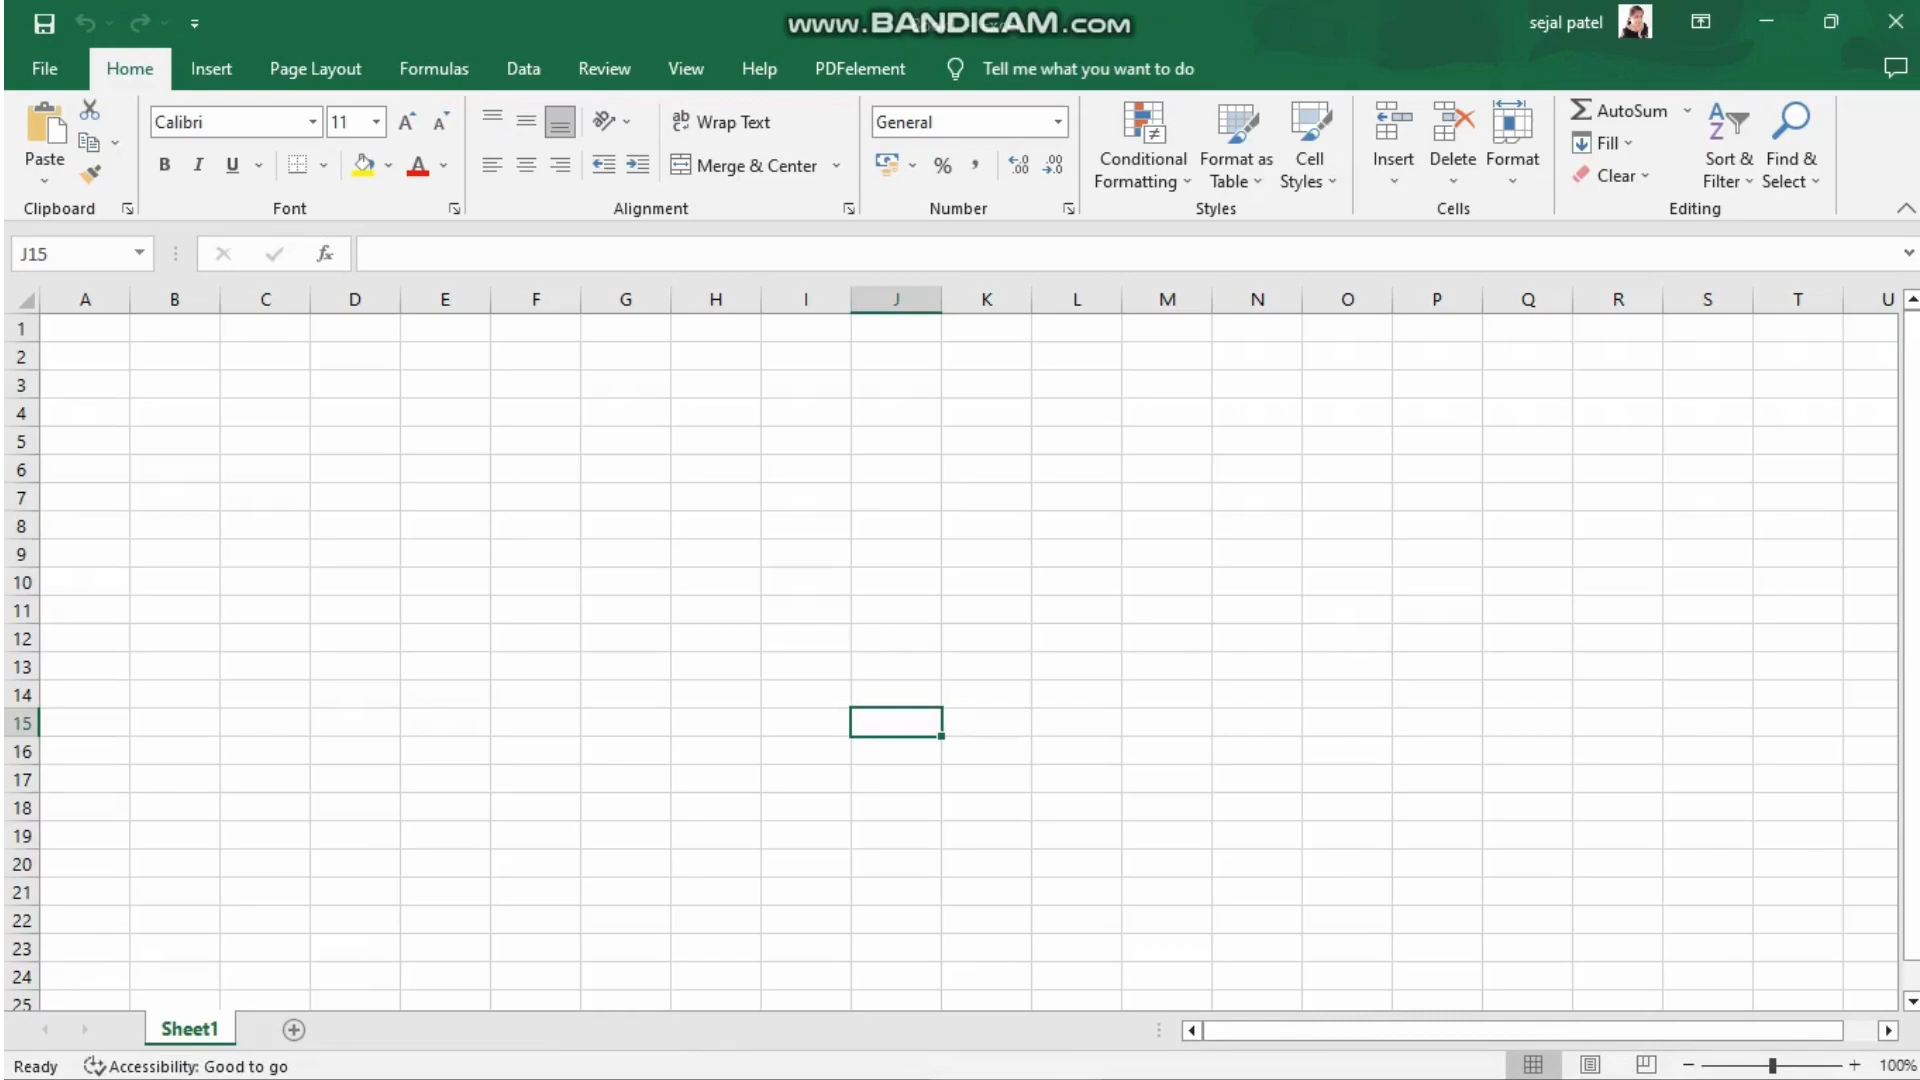 www.BANDICAM.com
sejal patel
File Home Insert Page Layout Formulas Data Review View Help PDFelement Tell me what you want to do
Calibri 11 ab Wrap Text General AutoSum
Paste B I U A Merge & Center % , Conditional Formatting Format as Table Cell Styles Insert Delete Format Fill Clear Sort & Filter Find & Select
Clipboard Font Alignment Number Styles Cells Editing
J15 fx
A B C D E F G H I J K L M N O P Q R S T U
1
2
3
4
5
6
7
8
9
10
11
12
13
14
15
16
17
18
19
20
21
22
23
24
25
Sheet1
Ready Accessibility: Good to go 100%